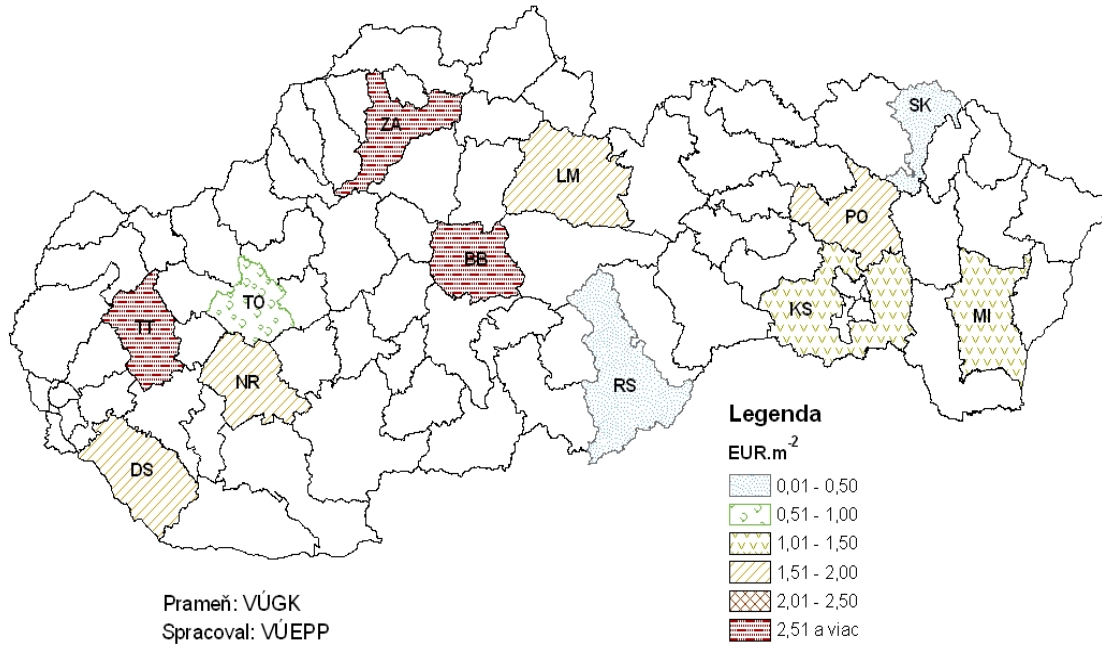 SK
ZA
LM
PO
BB
TO
KS
MI
TT
NR
RS
DS
Legenda
EUR.m-2
0,01 - 0,50
0,51 - 1,00
1,01 - 1,50
1,51 - 2,00
2,01 - 2,50
2,51 a viac
Prameň: VÚGK
Spracoval: VÚEPP